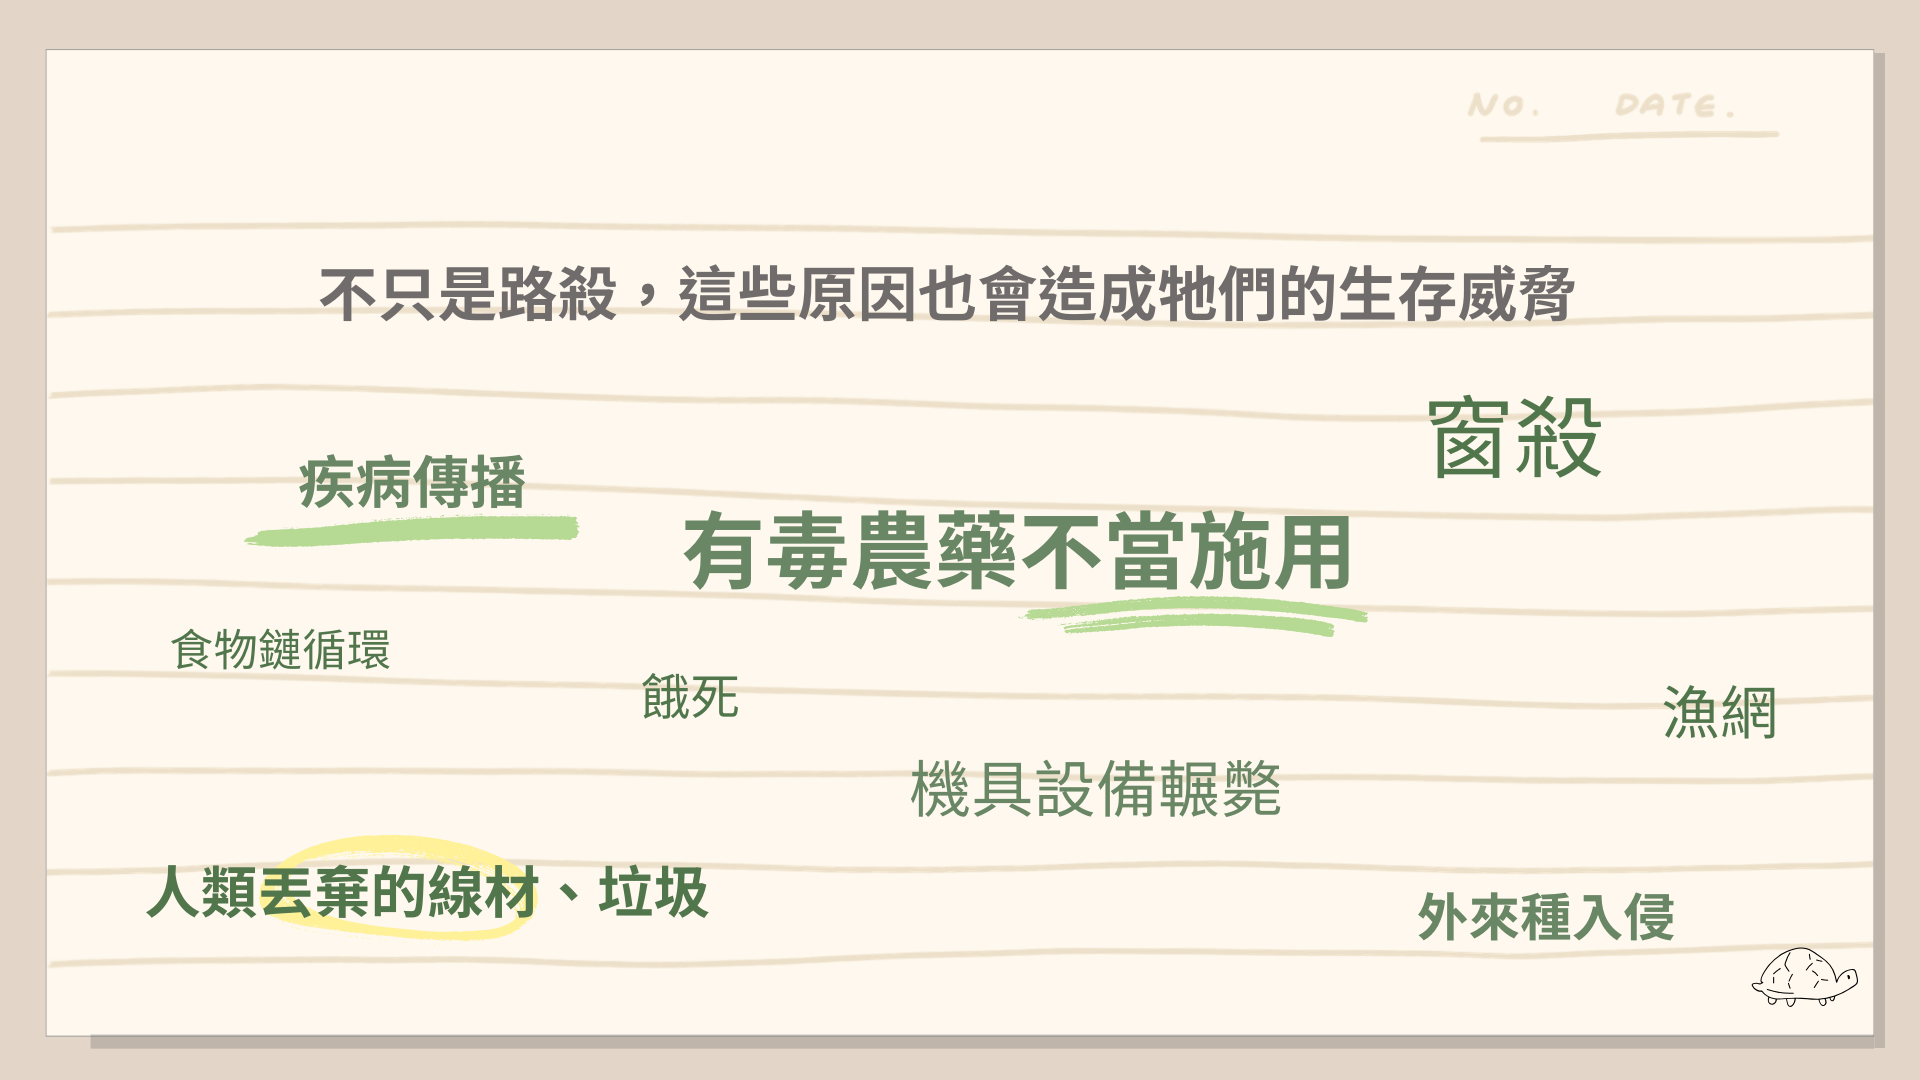 NO. DATE.
不只是路殺，這些原因也會造成牠們的生存威脅
窗殺
疾病傳播
有毒農藥不當施用
食物鏈循環
餓死
漁網
機具設備輾斃
人類丟棄的線材、垃圾
外來種入侵